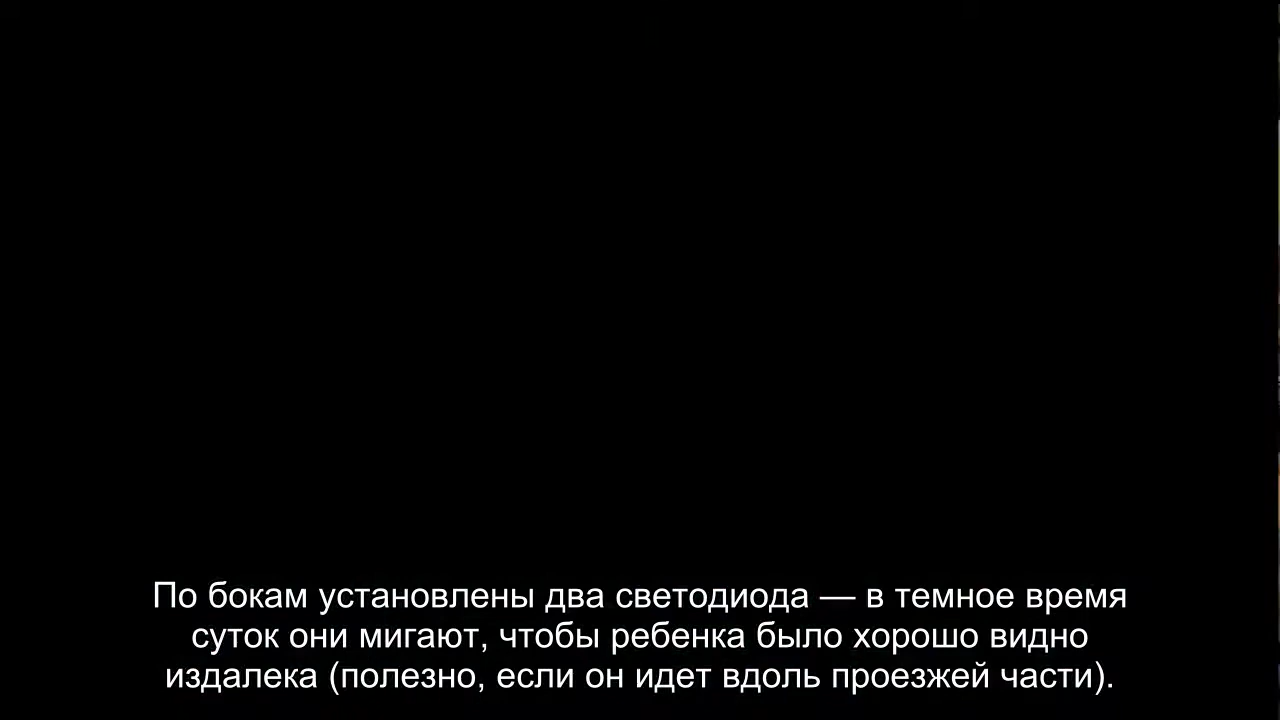 По бокам установлены два светодиода — в темное время
суток они мигают, чтобы ребенка было хорошо видно
издалека (полезно, если он идет вдоль проезжей части).